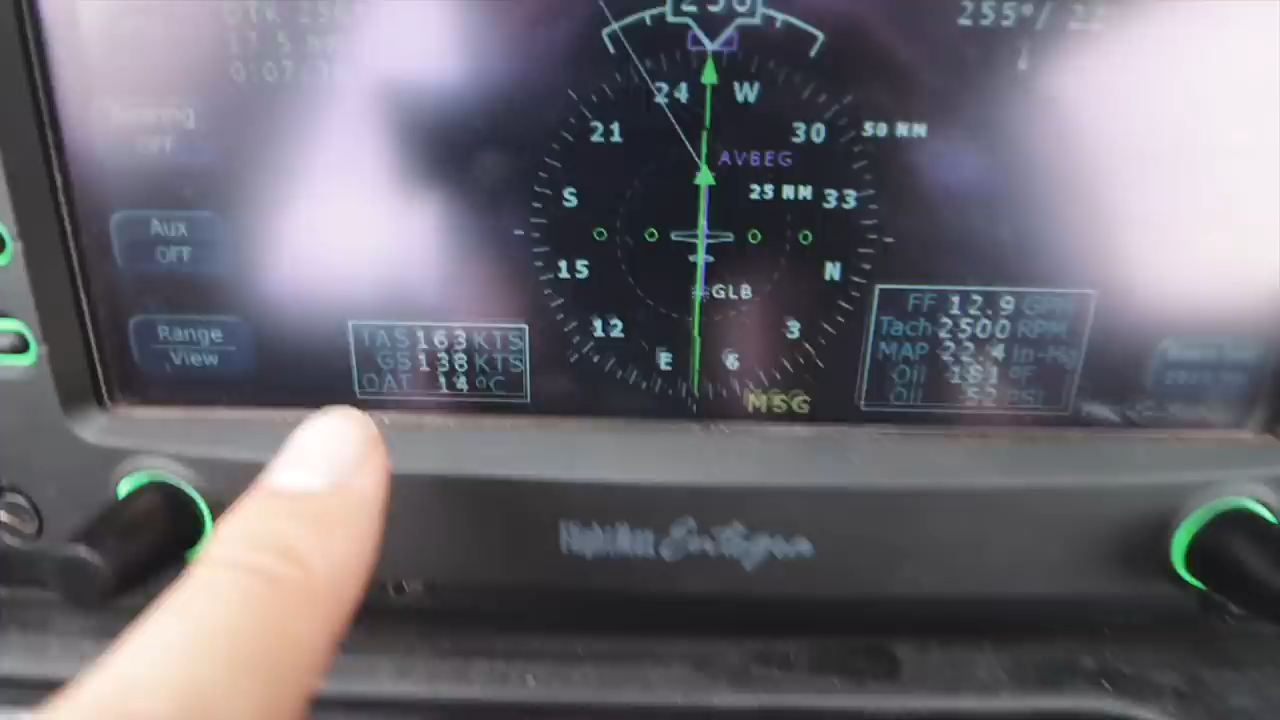 255°/
24 W
21 30 50 NM
AVBEG
25 NM
S 33
Aux
OFF
15 N
GLB
12 3
E 6
Range
View
TAS 163 KTS
GS 138 KTS
OAT 14 °C
FF 12.9 GPH
Tach 2500 RPM
MAP 22.4 in-Hg
Oil 181 °F
Oil 52 PSI
MSG